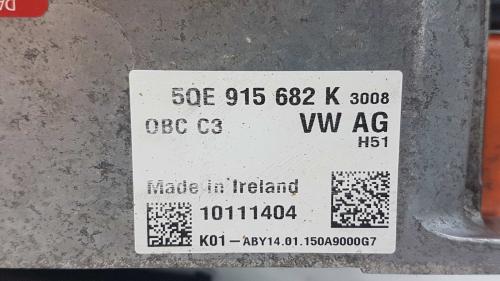 5QE 915 682 K 3008
OBC C3 VW AG
H51
Made in Ireland
10111404
K01-ABY14.01.150A9000G7